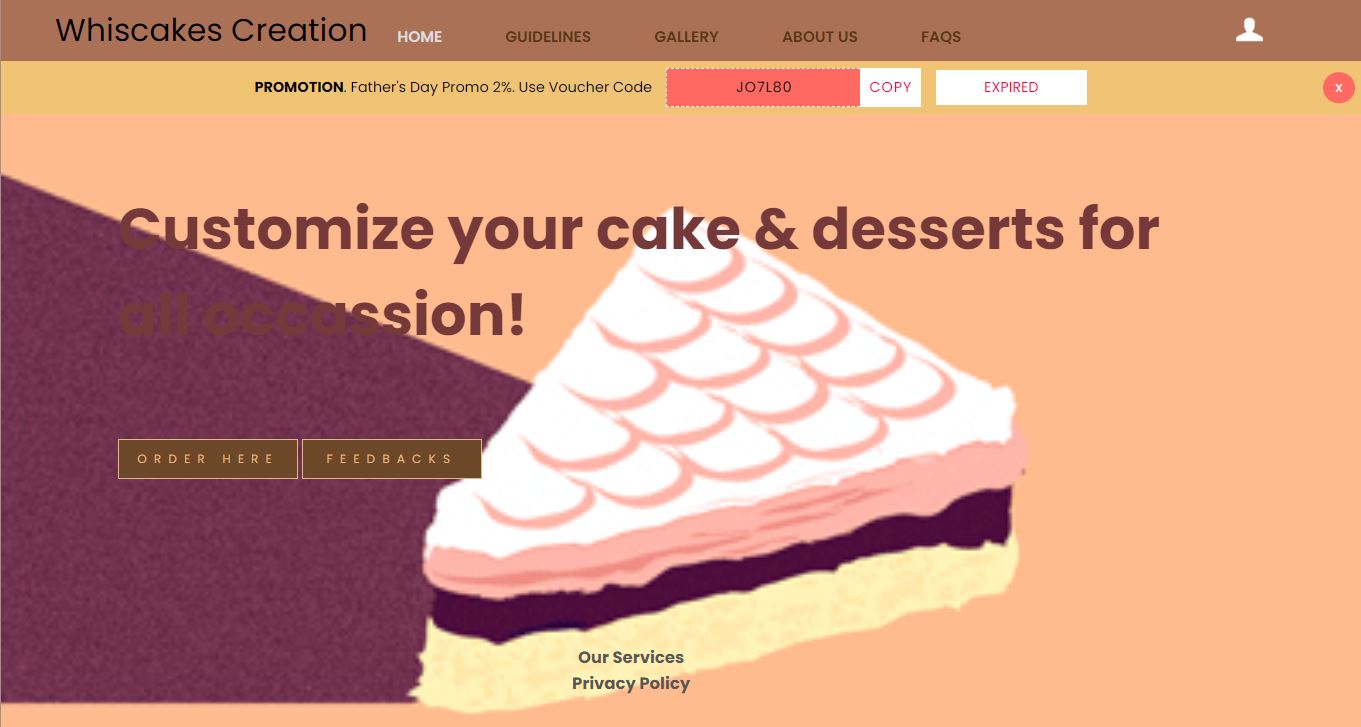 Whiscakes Creation HOME GUIDELINES GALLERY ABOUT US FAQS
PROMOTION. Father's Day Promo 2%. Use Voucher Code JO7L80 COPY EXPIRED X
Customize your cake & desserts for
all occassion!
ORDER HERE FEEDBACKS
Our Services
Privacy Policy